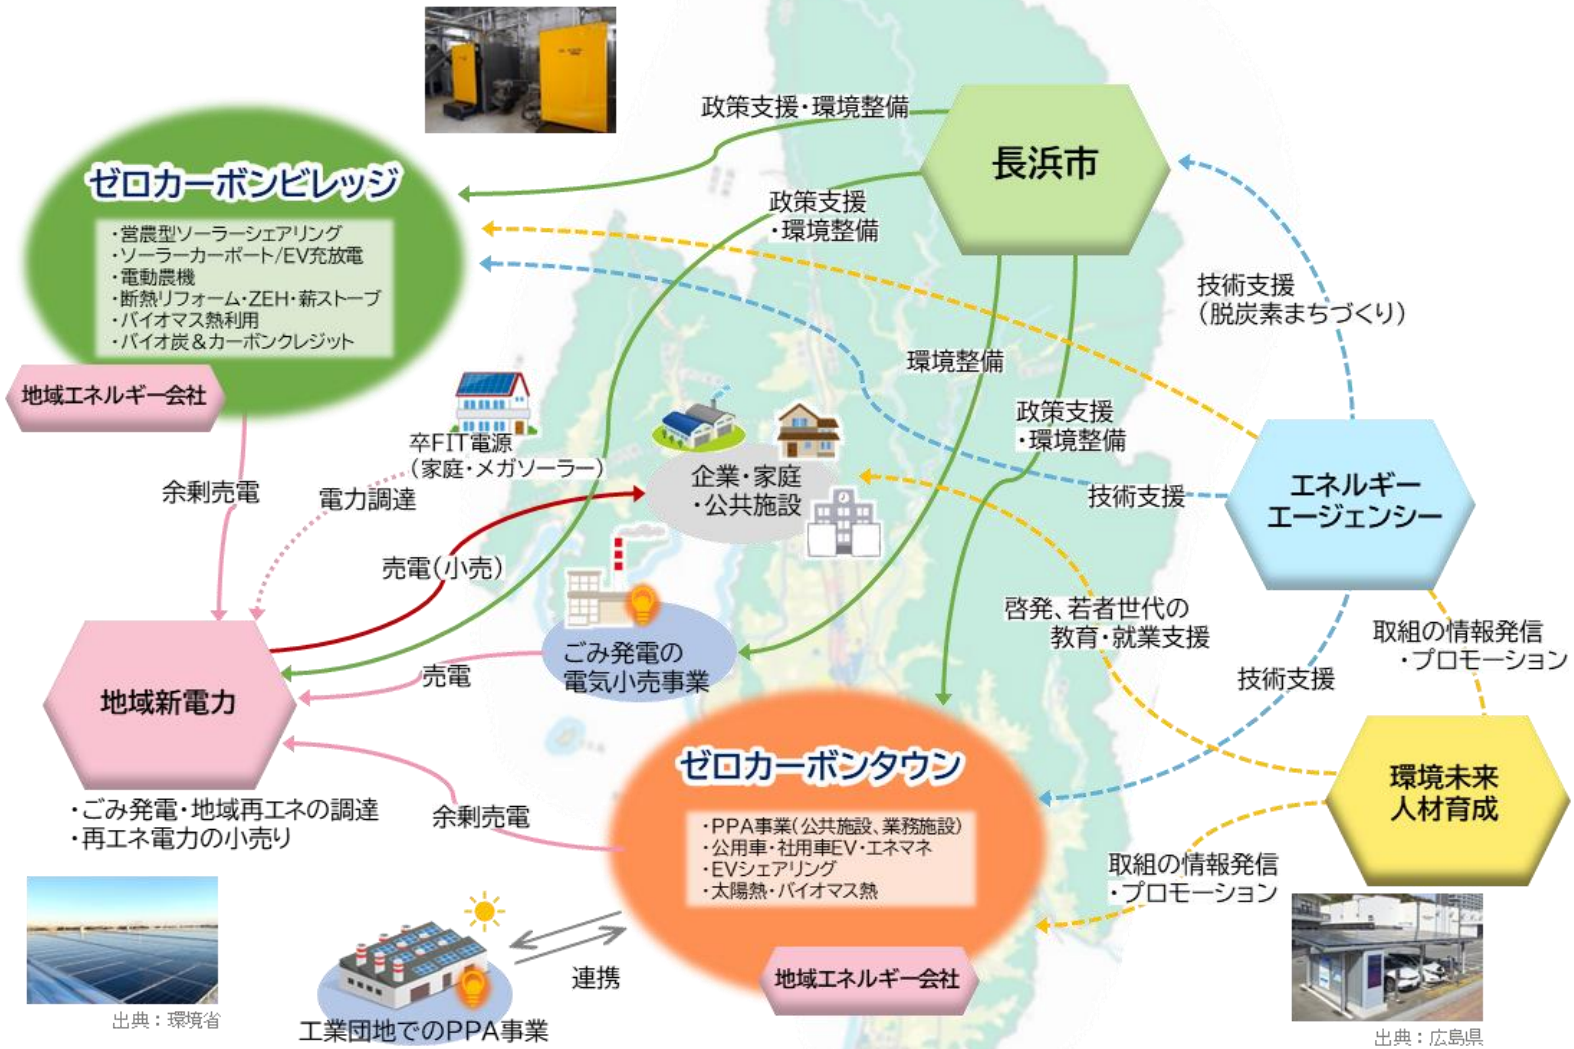 政策支援・環境整備
長浜市
ゼロカーボンビレッジ
・営農型ソーラーシェアリング
・ソーラーカーポート/EV充放電
・電動農機
・断熱リフォーム・ZEH・薪ストーブ
・バイオマス熱利用
・バイオ炭＆カーボンクレジット
地域エネルギー会社
政策支援
・環境整備
技術支援
（脱炭素まちづくり）
環境整備
政策支援
・環境整備
卒FIT電源
（家庭・メガソーラー）
余剰売電
電力調達
企業・家庭
・公共施設
技術支援
エネルギー
エージェンシー
売電（小売）
啓発、若者世代の
教育・就業支援
取組の情報発信
・プロモーション
ごみ発電の
電気小売事業
売電
技術支援
地域新電力
・ごみ発電・地域再エネの調達
・再エネ電力の小売り
余剰売電
ゼロカーボンタウン
・PPA事業（公共施設、業務施設）
・公用車・社用車EV・エネマネ
・EVシェアリング
・太陽熱・バイオマス熱
地域エネルギー会社
環境未来
人材育成
取組の情報発信
・プロモーション
連携
工業団地でのPPA事業
出典：環境省
出典：広島県